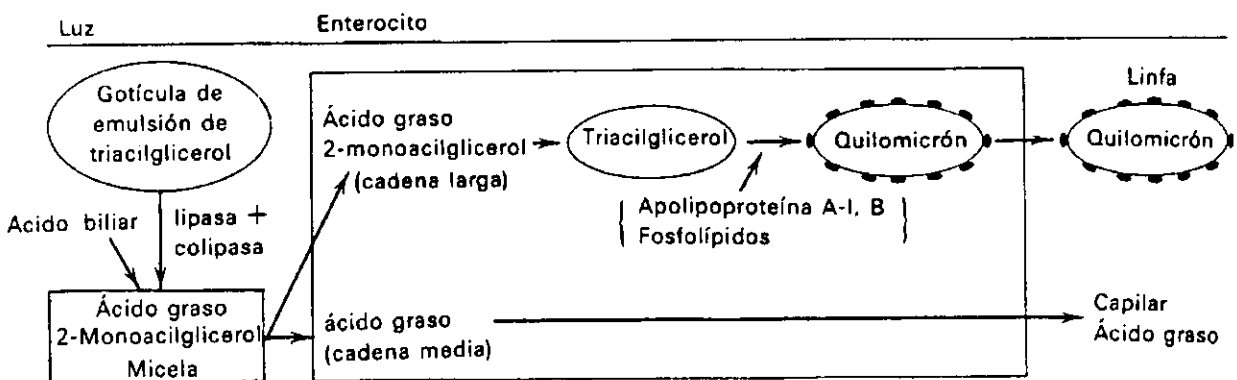 Luz
Enterocito
Gotícula de
emulsión de
triacilglicerol
Acido biliar
lipasa +
colipasa
Ácido graso
2-Monoacilglicerol
Micela
Ácido graso
2-monoacilglicerol
(cadena larga)
Triacilglicerol
Quilomicrón
Apolipoproteína A-I, B
Fosfolípidos
Linfa
Quilomicrón
ácido graso
(cadena media)
Capilar
Ácido graso